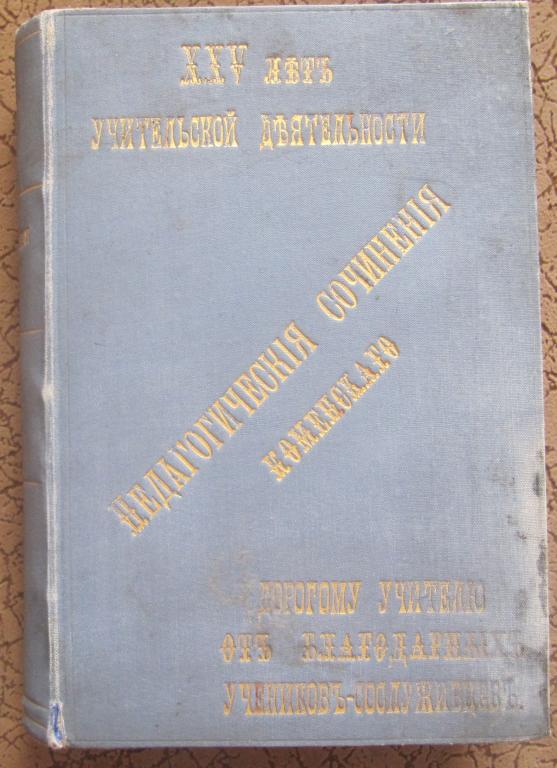 XXV лѣтъ
УЧИТЕЛЬСКОЙ ДѢЯТЕЛЬНОСТИ
ПЕДАГОГИЧЕСКІЯ СОЧИНЕНІЯ
КОМЕНСКАГО
ДОРОГОМУ УЧИТЕЛЮ
ОТЪ БЛАГОДАРНЫХЪ
УЧЕНИКОВЪ-СОСЛУЖИВЦЕВЪ.